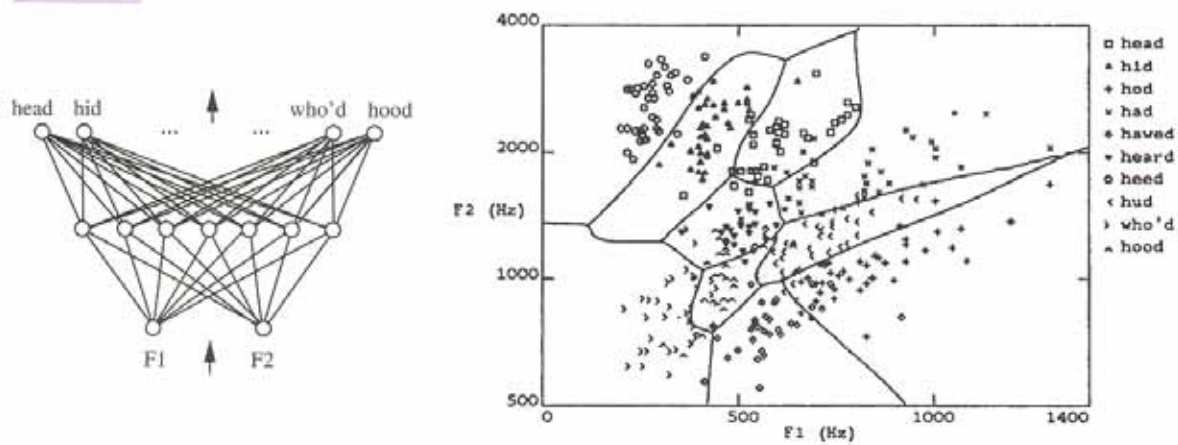 head hid ... ... who'd hood
F1 F2
4000
2000
F2 (Hz)
1000
500
0 500 1000 1400
F1 (Hz)
head
hid
hod
had
hawed
heard
heed
hud
who'd
hood